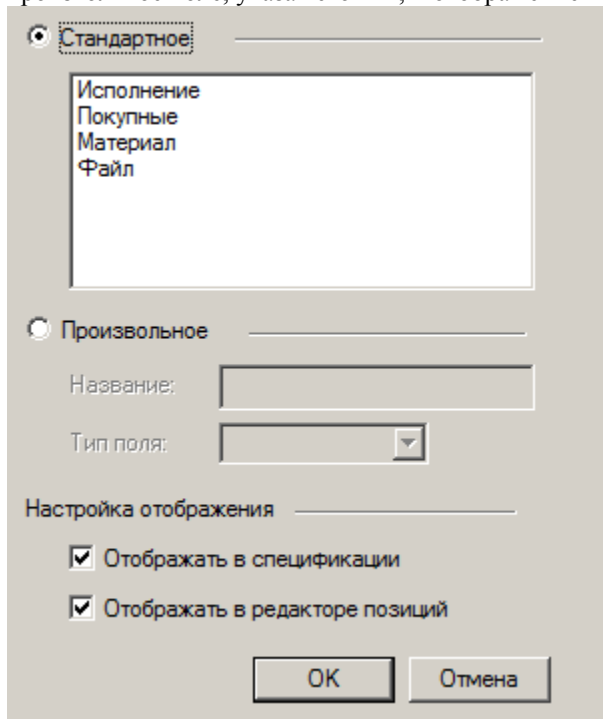 Стандартное
Исполнение
Покупные
Материал
Файл
Произвольное
Название:
Тип поля:
Настройка отображения
Отображать в спецификации
Отображать в редакторе позиций
OK
Отмена